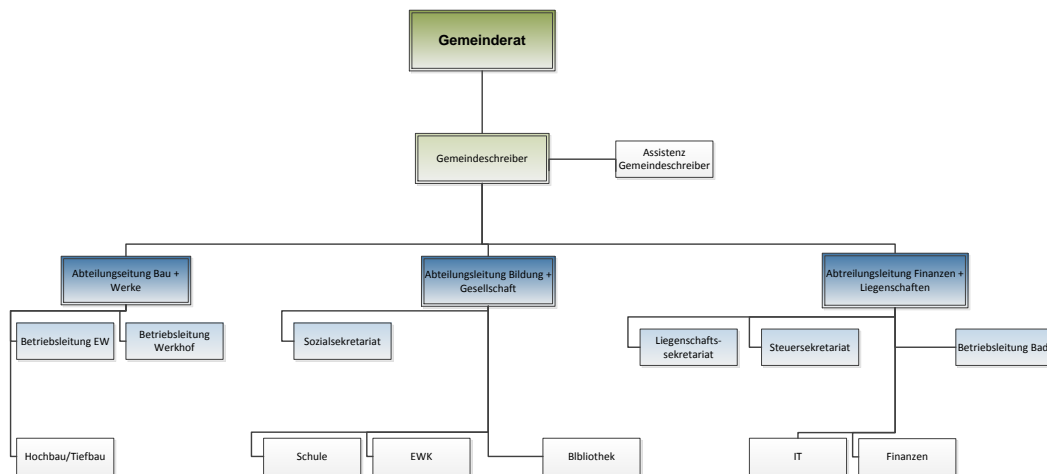 Gemeinderat
Gemeindeschreiber
Assistenz
Gemeindeschreiber
Abteilungseitung Bau +
Werke
Abteilungsleitung Bildung +
Gesellschaft
Abtreilungsleitung Finanzen +
Liegenschaften
Betriebsleitung EW
Betriebsleitung
Werkhof
Sozialsekretariat
Liegenschafts-
sekretariat
Steuersekretariat
Betriebsleitung Bad
Hochbau/Tiefbau
Schule
EWK
BIbliothek
IT
Finanzen